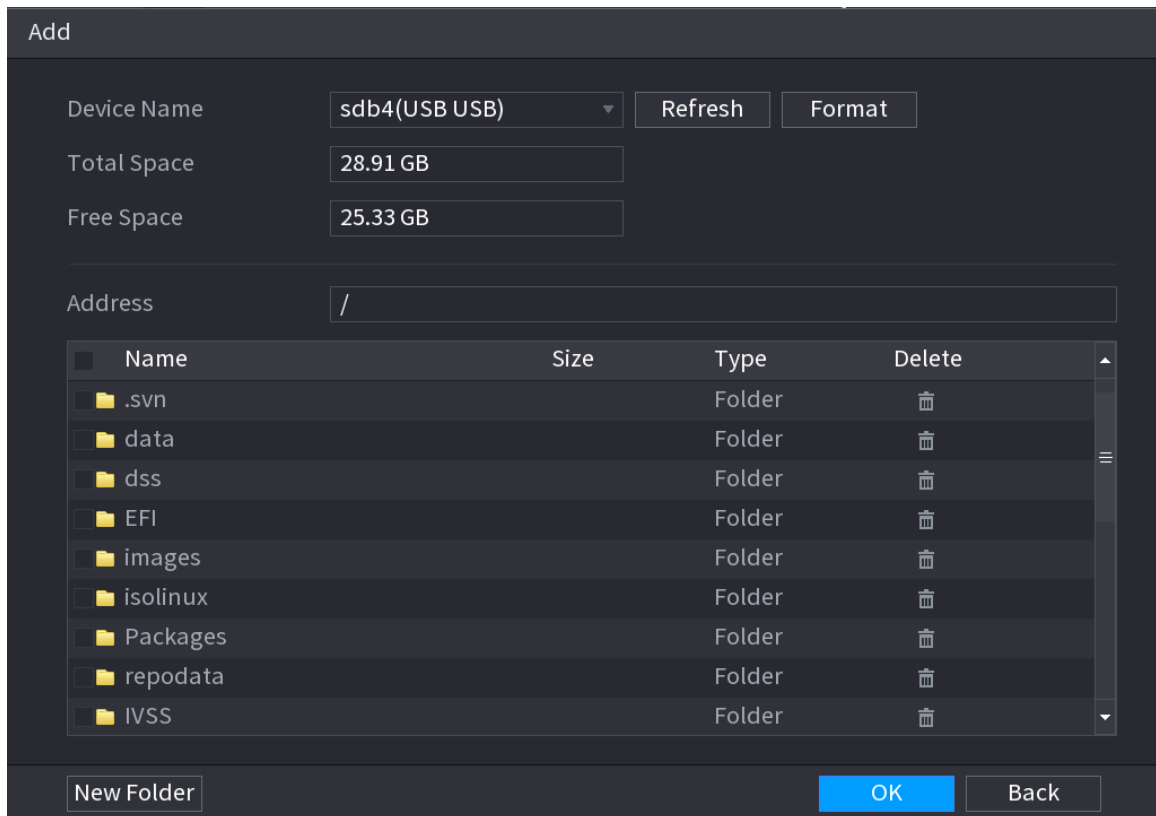 Add
Device Name sdb4(USB USB) Refresh Format
Total Space 28.91 GB
Free Space 25.33 GB
Address /
Name Size Type Delete
.svn Folder
data Folder
dss Folder
EFI Folder
images Folder
isolinux Folder
Packages Folder
repodata Folder
IVSS Folder
New Folder OK Back